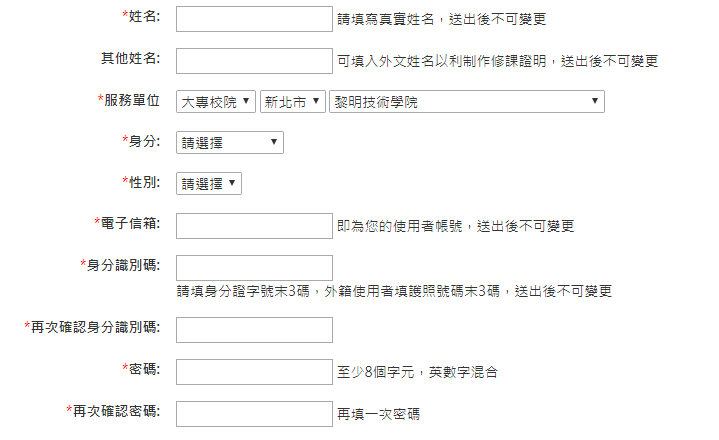 *姓名: 請填寫真實姓名，送出後不可變更
其他姓名: 可填入外文姓名以利制作修課證明，送出後不可變更
*服務單位 大專校院 ▼ 新北市 ▼ 黎明技術學院 ▼
*身分: 請選擇 ▼
*性別: 請選擇 ▼
*電子信箱: 即為您的使用者帳號，送出後不可變更
*身分識別碼:
請填身分證字號末3碼，外籍使用者填護照號碼末3碼，送出後不可變更
*再次確認身分識別碼:
*密碼: 至少8個字元，英數字混合
*再次確認密碼: 再填一次密碼